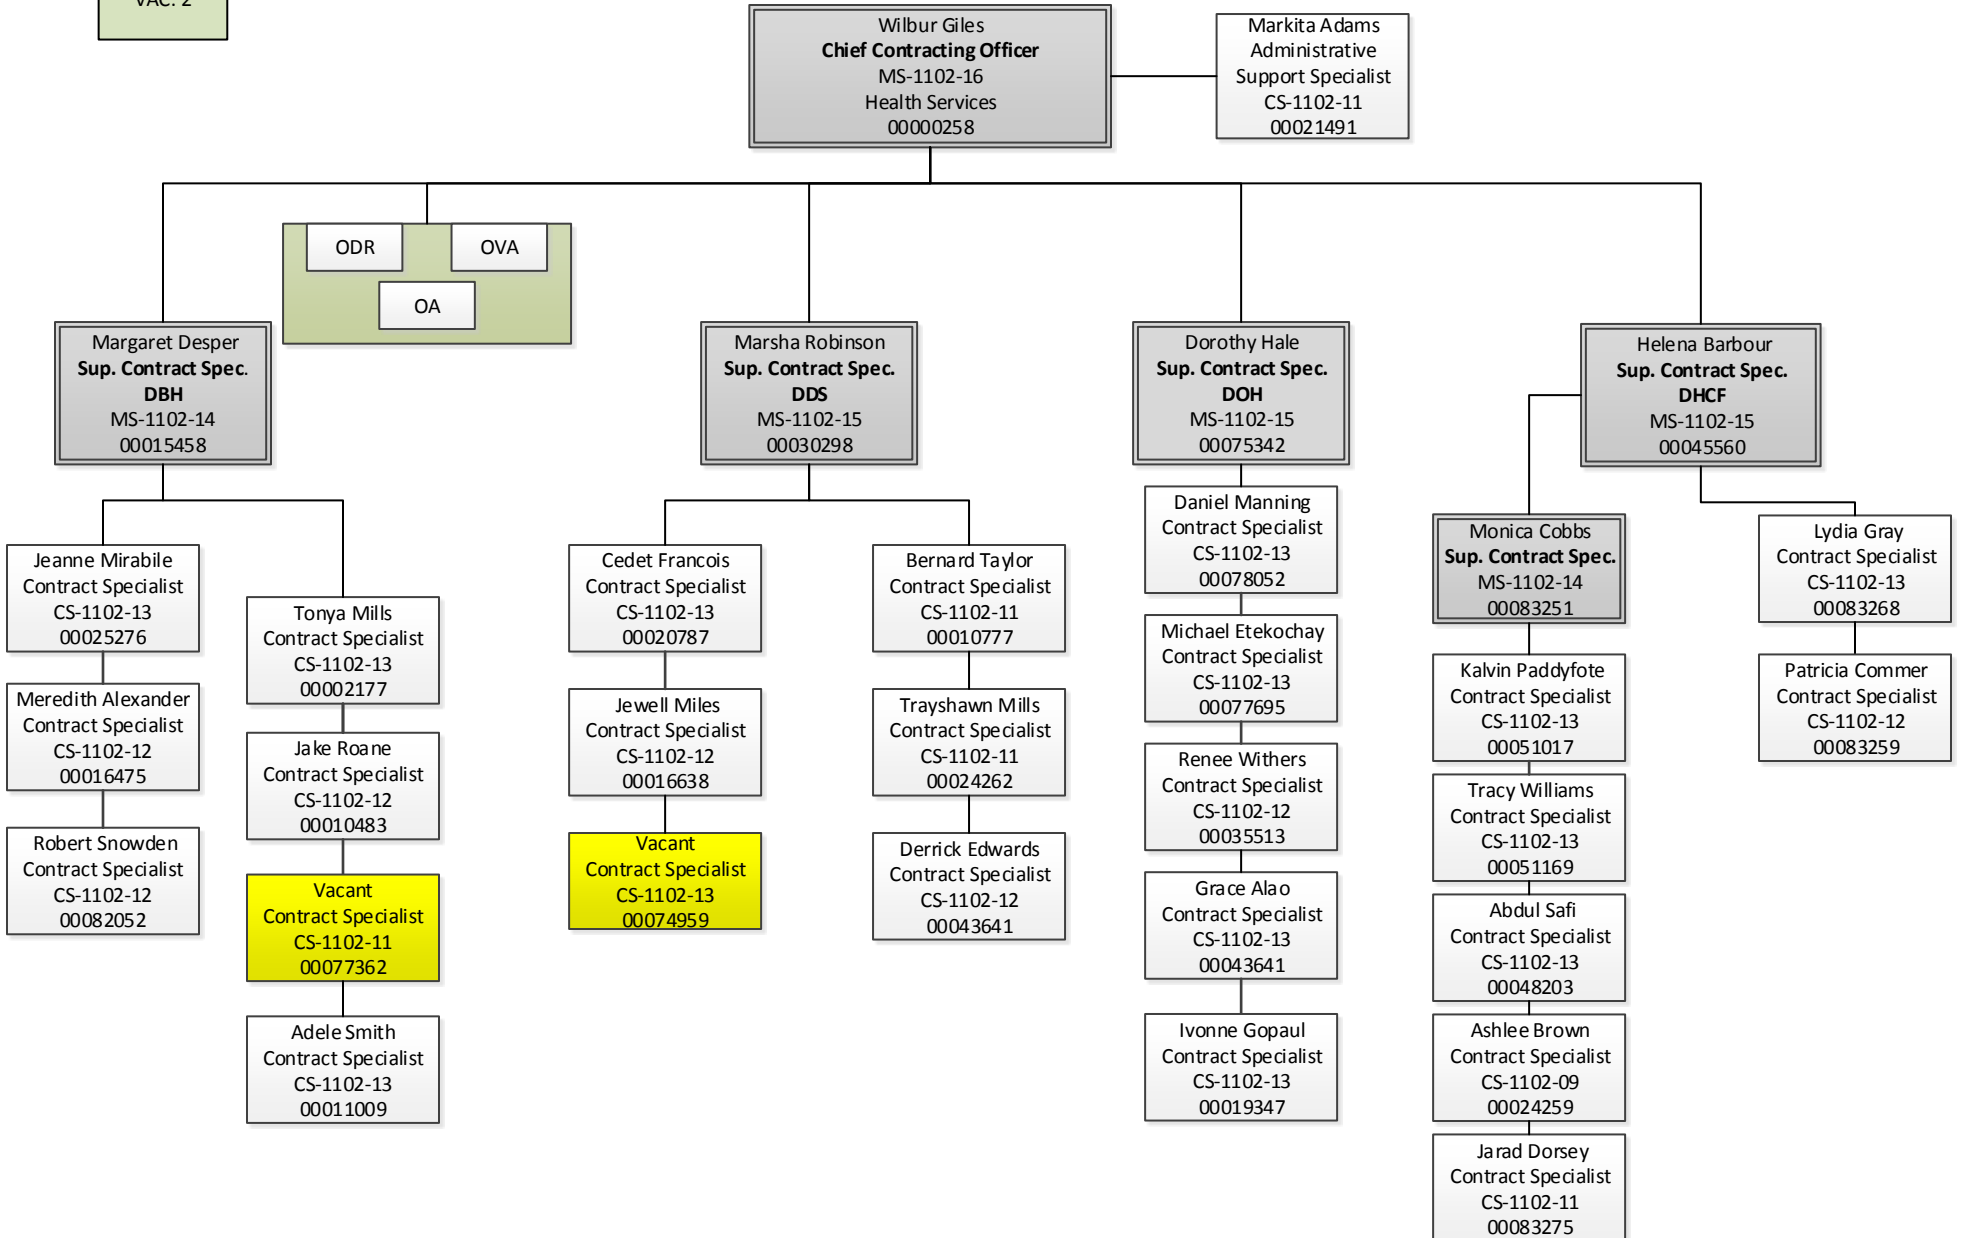 VAC: 2
Wilbur Giles
Chief Contracting Officer
MS-1102-16
Health Services
00000258
Markita Adams
Administrative
Support Specialist
CS-1102-11
00021491
ODR
OVA
OA
Margaret Desper
Sup. Contract Spec.
DBH
MS-1102-14
00015458
Marsha Robinson
Sup. Contract Spec.
DDS
MS-1102-15
00030298
Dorothy Hale
Sup. Contract Spec.
DOH
MS-1102-15
00075342
Helena Barbour
Sup. Contract Spec.
DHCF
MS-1102-15
00045560
Jeanne Mirabile
Contract Specialist
CS-1102-13
00025276
Meredith Alexander
Contract Specialist
CS-1102-12
00016475
Robert Snowden
Contract Specialist
CS-1102-12
00082052
Tonya Mills
Contract Specialist
CS-1102-13
00002177
Jake Roane
Contract Specialist
CS-1102-12
00010483
Vacant
Contract Specialist
CS-1102-11
00077362
Adele Smith
Contract Specialist
CS-1102-13
00011009
Cedet Francois
Contract Specialist
CS-1102-13
00020787
Jewell Miles
Contract Specialist
CS-1102-12
00016638
Vacant
Contract Specialist
CS-1102-13
00074959
Bernard Taylor
Contract Specialist
CS-1102-11
00010777
Trayshawn Mills
Contract Specialist
CS-1102-11
00024262
Derrick Edwards
Contract Specialist
CS-1102-12
00043641
Daniel Manning
Contract Specialist
CS-1102-13
00078052
Michael Etekochay
Contract Specialist
CS-1102-13
00077695
Renee Withers
Contract Specialist
CS-1102-12
00035513
Grace Alao
Contract Specialist
CS-1102-13
00043641
Ivonne Gopaul
Contract Specialist
CS-1102-13
00019347
Monica Cobbs
Sup. Contract Spec.
MS-1102-14
00083251
Kalvin Paddyfote
Contract Specialist
CS-1102-13
00051017
Tracy Williams
Contract Specialist
CS-1102-13
00051169
Abdul Safi
Contract Specialist
CS-1102-13
00048203
Ashlee Brown
Contract Specialist
CS-1102-09
00024259
Jarad Dorsey
Contract Specialist
CS-1102-11
00083275
Lydia Gray
Contract Specialist
CS-1102-13
00083268
Patricia Commer
Contract Specialist
CS-1102-12
00083259